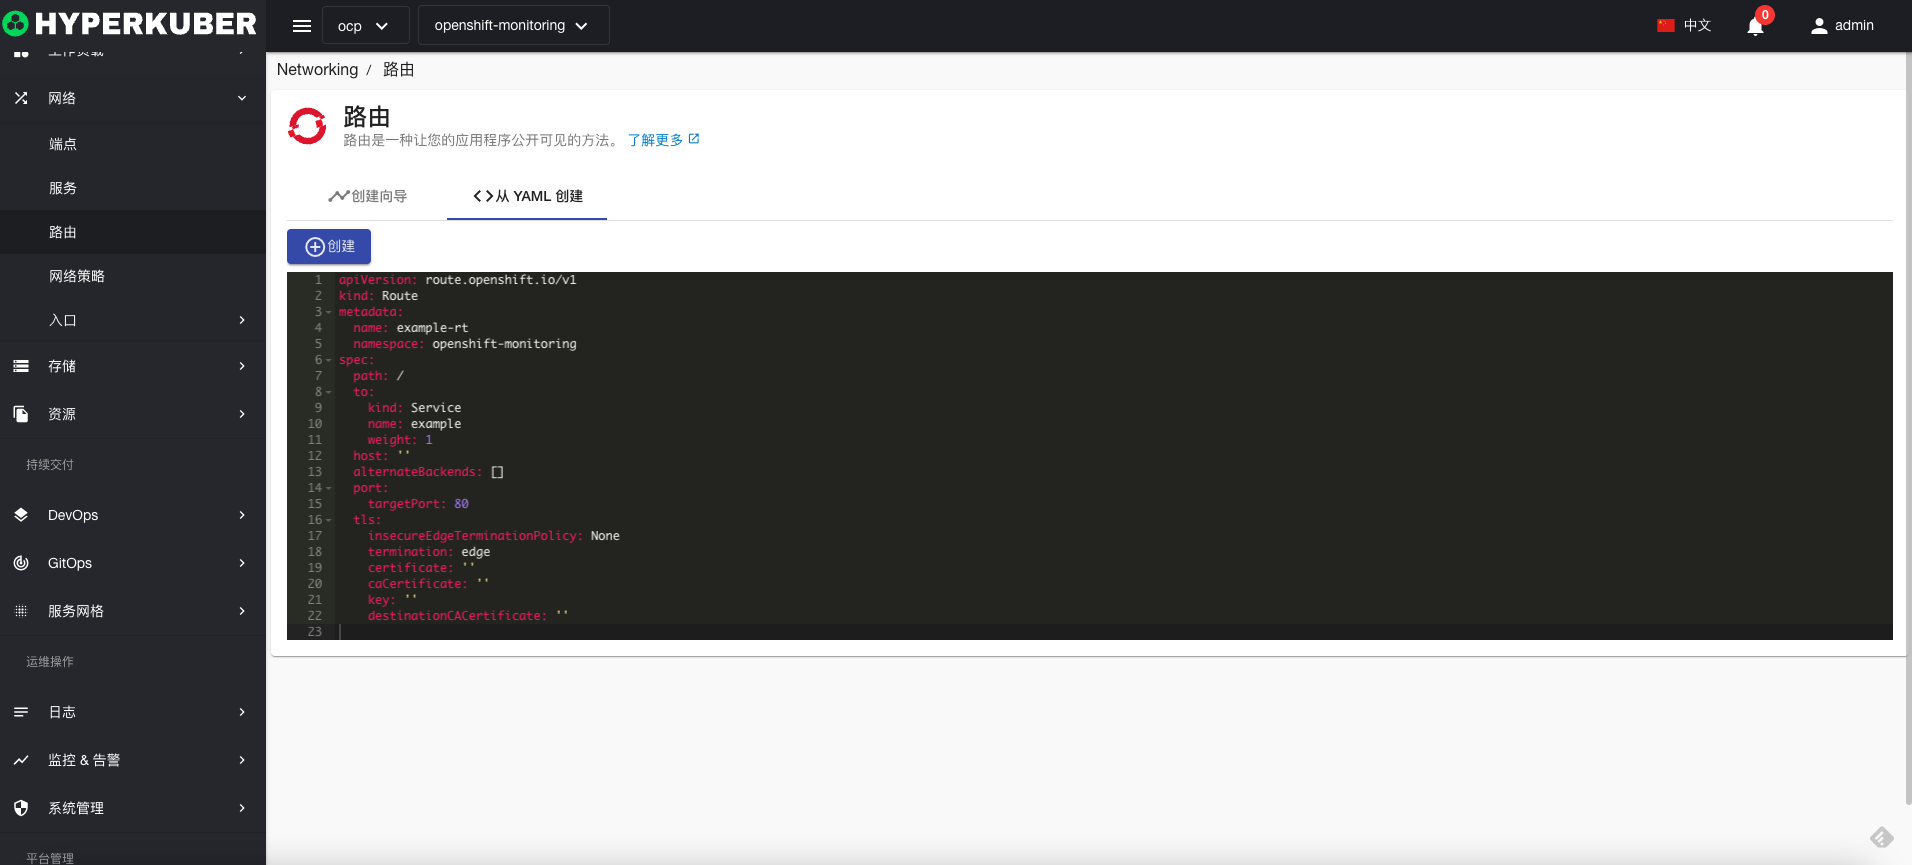 HYPERKUBER
ocp
openshift-monitoring
中文
0
admin
工作负载
网络
端点
服务
路由
网络策略
入口
存储
资源
持续交付
DevOps
GitOps
服务网格
运维操作
日志
监控 & 告警
系统管理
平台管理
Networking / 路由
路由
路由是一种让您的应用程序公开可见的方法。 了解更多
创建向导
从 YAML 创建
创建
1 apiVersion: route.openshift.io/v1
2 kind: Route
3 metadata:
4   name: example-rt
5   namespace: openshift-monitoring
6 spec:
7   path: /
8   to:
9     kind: Service
10     name: example
11     weight: 1
12   host: ''
13   alternateBackends: []
14   port:
15     targetPort: 80
16   tls:
17     insecureEdgeTerminationPolicy: None
18     termination: edge
19     certificate: ''
20     caCertificate: ''
21     key: ''
22     destinationCACertificate: ''
23